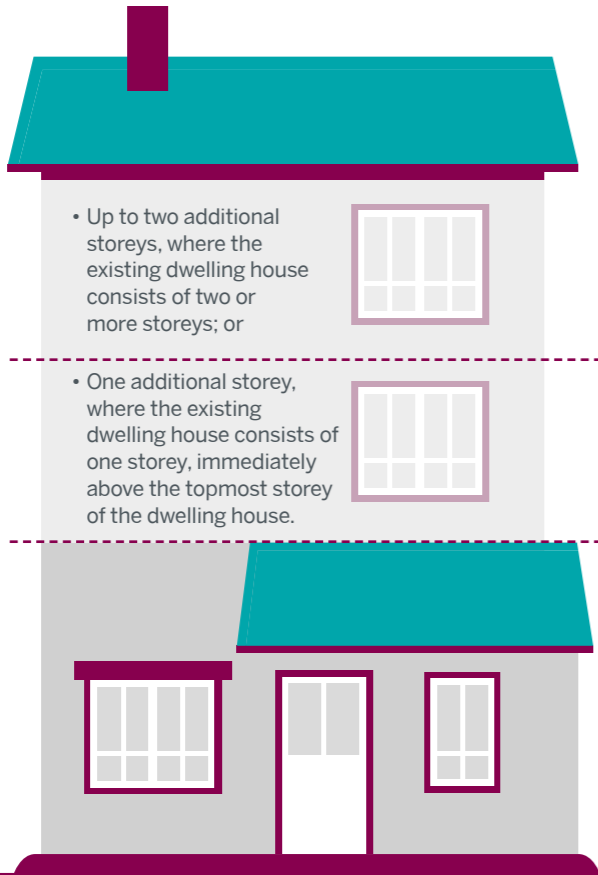 • Up to two additional
storeys, where the
existing dwelling house
consists of two or
more storeys; or
• One additional storey,
where the existing
dwelling house consists of
one storey, immediately
above the topmost storey
of the dwelling house.